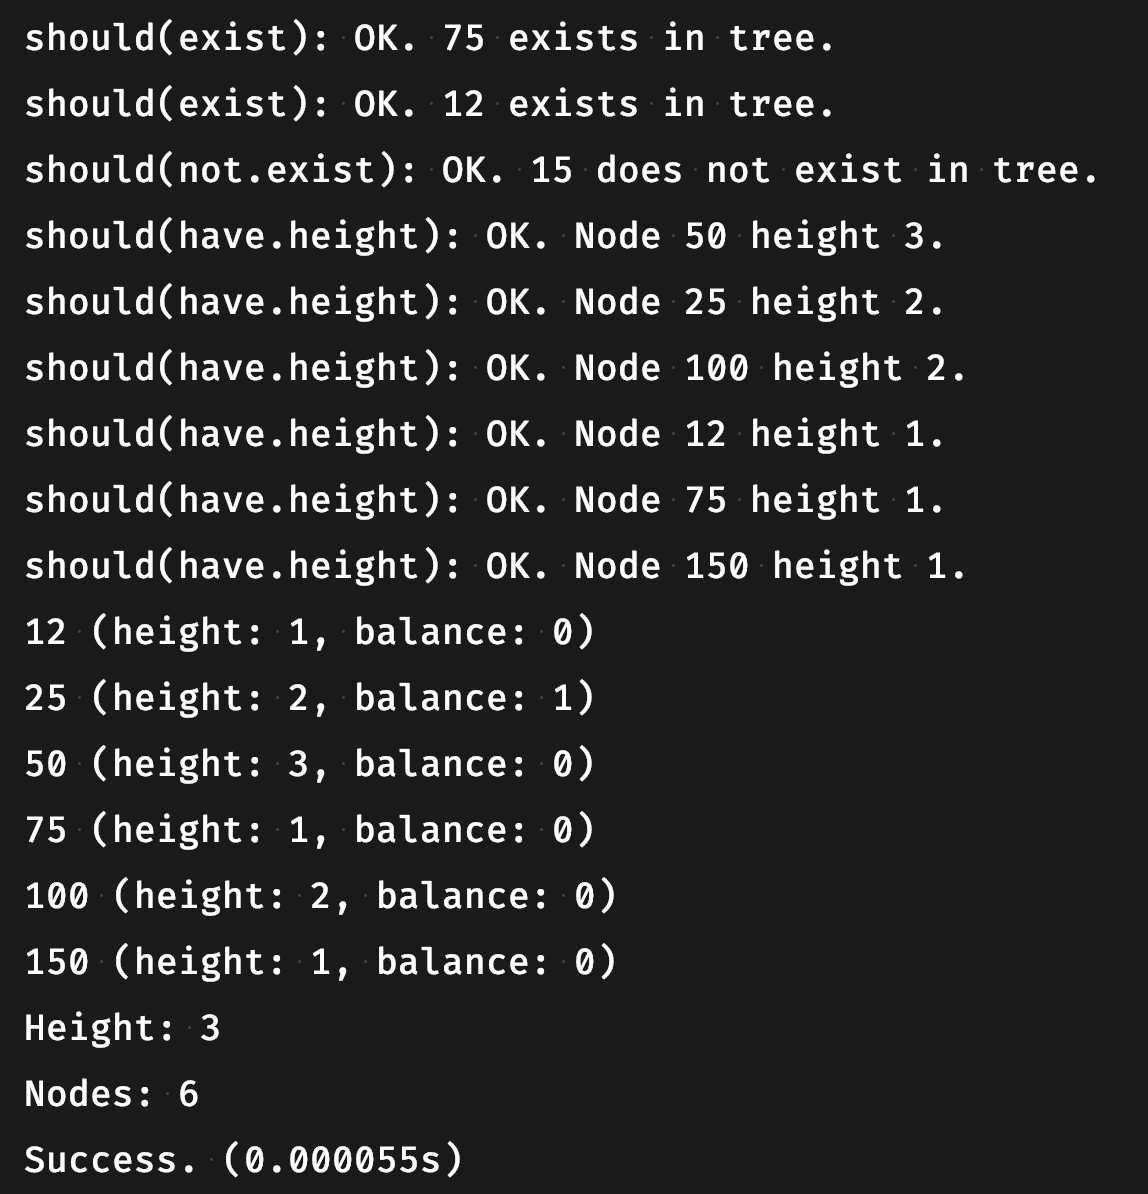 should(exist): OK. 75 exists in tree.
should(exist): OK. 12 exists in tree.
should(not.exist): OK. 15 does not exist in tree.
should(have.height): OK. Node 50 height 3.
should(have.height): OK. Node 25 height 2.
should(have.height): OK. Node 100 height 2.
should(have.height): OK. Node 12 height 1.
should(have.height): OK. Node 75 height 1.
should(have.height): OK. Node 150 height 1.
12 (height: 1, balance: 0)
25 (height: 2, balance: 1)
50 (height: 3, balance: 0)
75 (height: 1, balance: 0)
100 (height: 2, balance: 0)
150 (height: 1, balance: 0)
Height: 3
Nodes: 6
Success. (0.000055s)